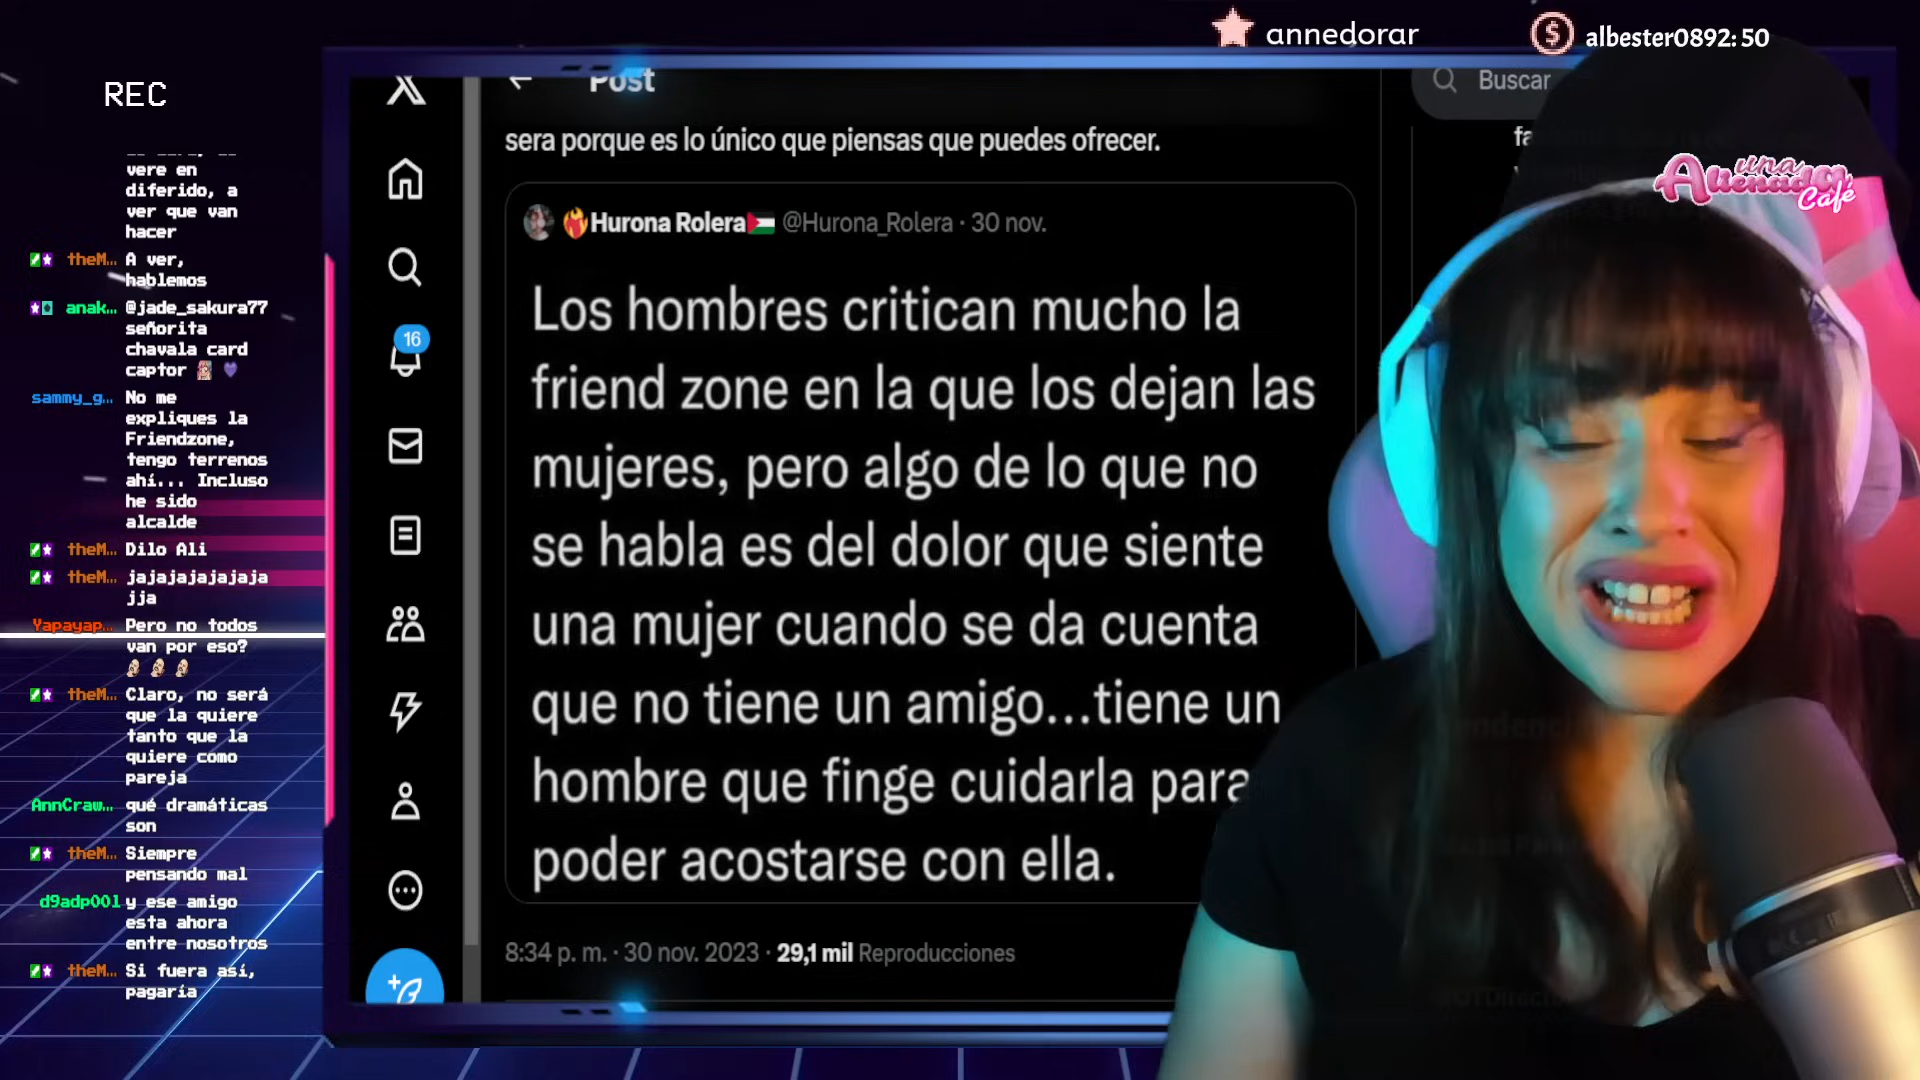 annedorar
albester0892: 50
REC
vere en
diferido, a
ver que van
hacer
theM... A ver,
hablemos
anak... @jade_sakura77
señorita
chavala card
captor
sammy_g... No me
expliques la
Friendzone,
tengo terrenos
ahí... Incluso
he sido
alcalde
theM... Dilo Ali
theM... jajajajajajaja
jja
Yapayap... Pero no todos
van por eso?
theM... Claro, no será
que la quiere
tanto que la
quiere como
pareja
AnnCraw... qué dramáticas
son
theM... Siempre
pensando mal
d9adp001 y ese amigo
esta ahora
entre nosotros
theM... Si fuera así,
pagaría
Post
Buscar
sera porque es lo único que piensas que puedes ofrecer.
Hurona Rolera @Hurona_Rolera · 30 nov.
Los hombres critican mucho la
friend zone en la que los dejan las
mujeres, pero algo de lo que no
se habla es del dolor que siente
una mujer cuando se da cuenta
que no tiene un amigo...tiene un
hombre que finge cuidarla para
poder acostarse con ella.
8:34 p. m. · 30 nov. 2023 · 29,1 mil Reproducciones
16
una
Alienada
Café